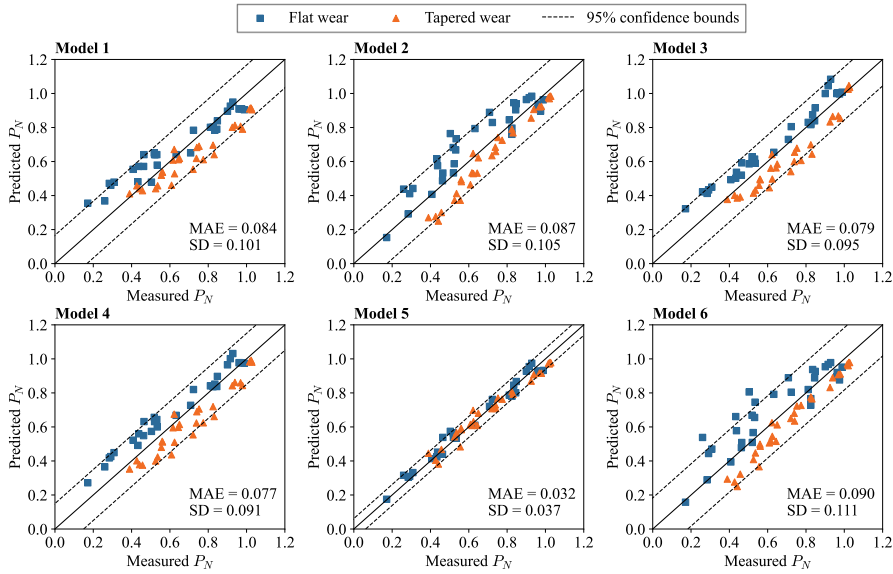 Flat wear Tapered wear 95% confidence bounds
Model 1
1.2
1.0
0.8
0.6
0.4
0.2
0.0
Predicted P_N
MAE = 0.084
SD = 0.101
0.0 0.2 0.4 0.6 0.8 1.0 1.2
Measured P_N
Model 2
1.2
1.0
0.8
0.6
0.4
0.2
0.0
Predicted P_N
MAE = 0.087
SD = 0.105
0.0 0.2 0.4 0.6 0.8 1.0 1.2
Measured P_N
Model 3
1.2
1.0
0.8
0.6
0.4
0.2
0.0
Predicted P_N
MAE = 0.079
SD = 0.095
0.0 0.2 0.4 0.6 0.8 1.0 1.2
Measured P_N
Model 4
1.2
1.0
0.8
0.6
0.4
0.2
0.0
Predicted P_N
MAE = 0.077
SD = 0.091
0.0 0.2 0.4 0.6 0.8 1.0 1.2
Measured P_N
Model 5
1.2
1.0
0.8
0.6
0.4
0.2
0.0
Predicted P_N
MAE = 0.032
SD = 0.037
0.0 0.2 0.4 0.6 0.8 1.0 1.2
Measured P_N
Model 6
1.2
1.0
0.8
0.6
0.4
0.2
0.0
Predicted P_N
MAE = 0.090
SD = 0.111
0.0 0.2 0.4 0.6 0.8 1.0 1.2
Measured P_N